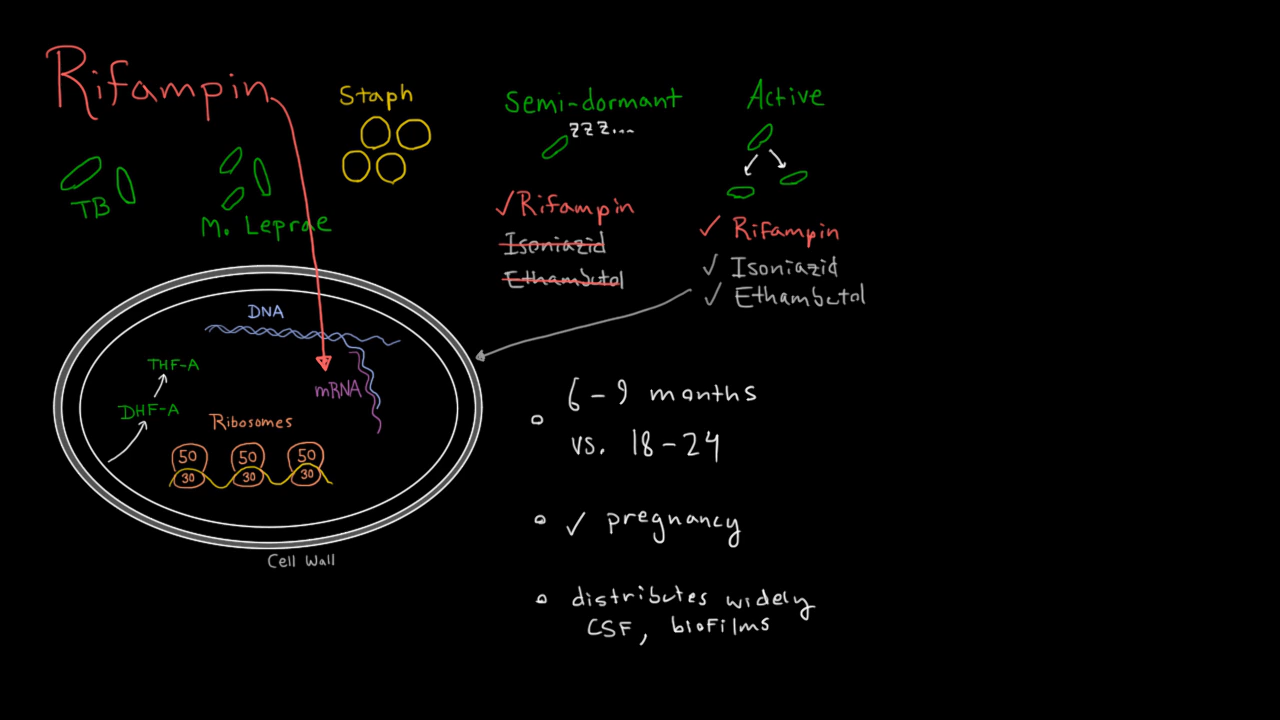 Rifampin
TB
M. Leprae
Staph
Semi-dormant
zzz...
✓Rifampin
Isoniazid
Ethambutol
Active
✓ Rifampin
✓ Isoniazid
✓ Ethambutol
DNA
THF-A
DHF-A
mRNA
Ribosomes
50 50 50
30 30 30
Cell Wall
6-9 months
vs. 18-24
✓ pregnancy
distributes widely
CSF, biofilms